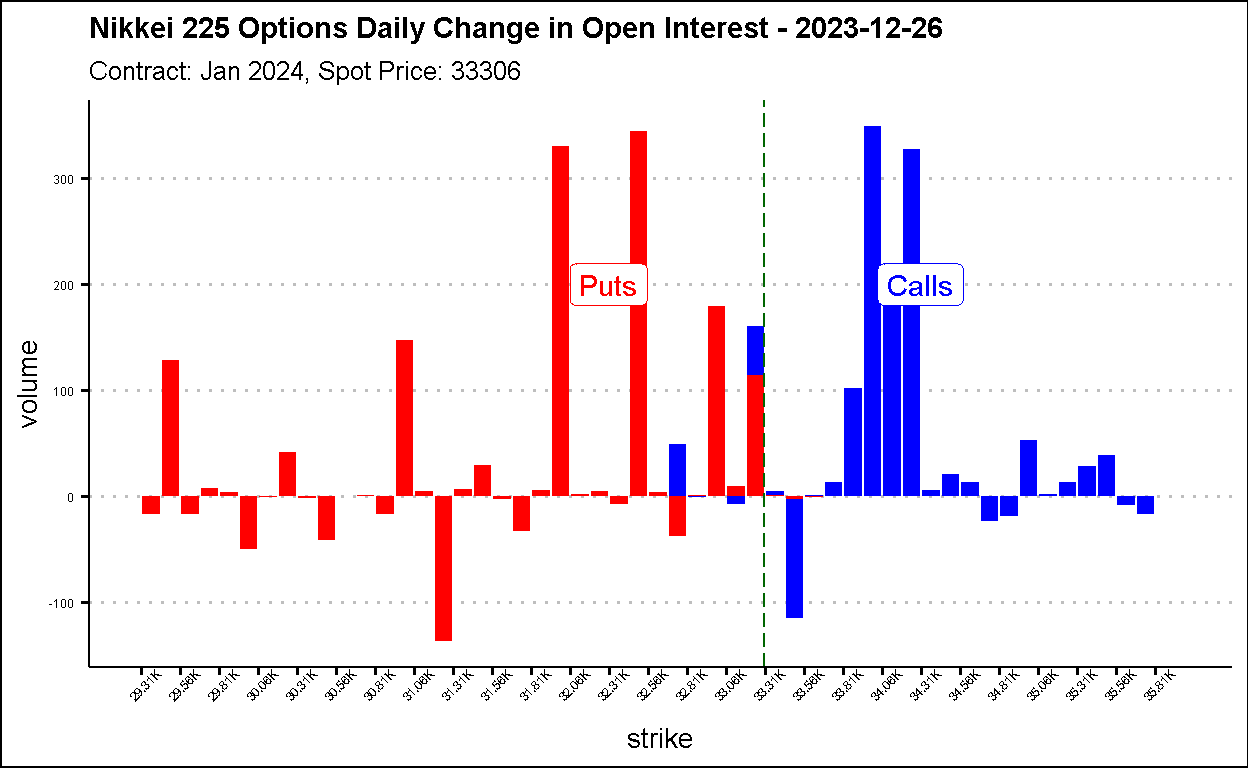 Nikkei 225 Options Daily Change in Open Interest - 2023-12-26
Contract: Jan 2024, Spot Price: 33306
300
200
100
0
-100
volume
Puts
Calls
29.31K
29.56K
29.81K
30.06K
30.31K
30.56K
30.81K
31.06K
31.31K
31.56K
31.81K
32.06K
32.31K
32.56K
32.81K
33.06K
33.31K
33.56K
33.81K
34.06K
34.31K
34.56K
34.81K
35.06K
35.31K
35.56K
35.81K
strike